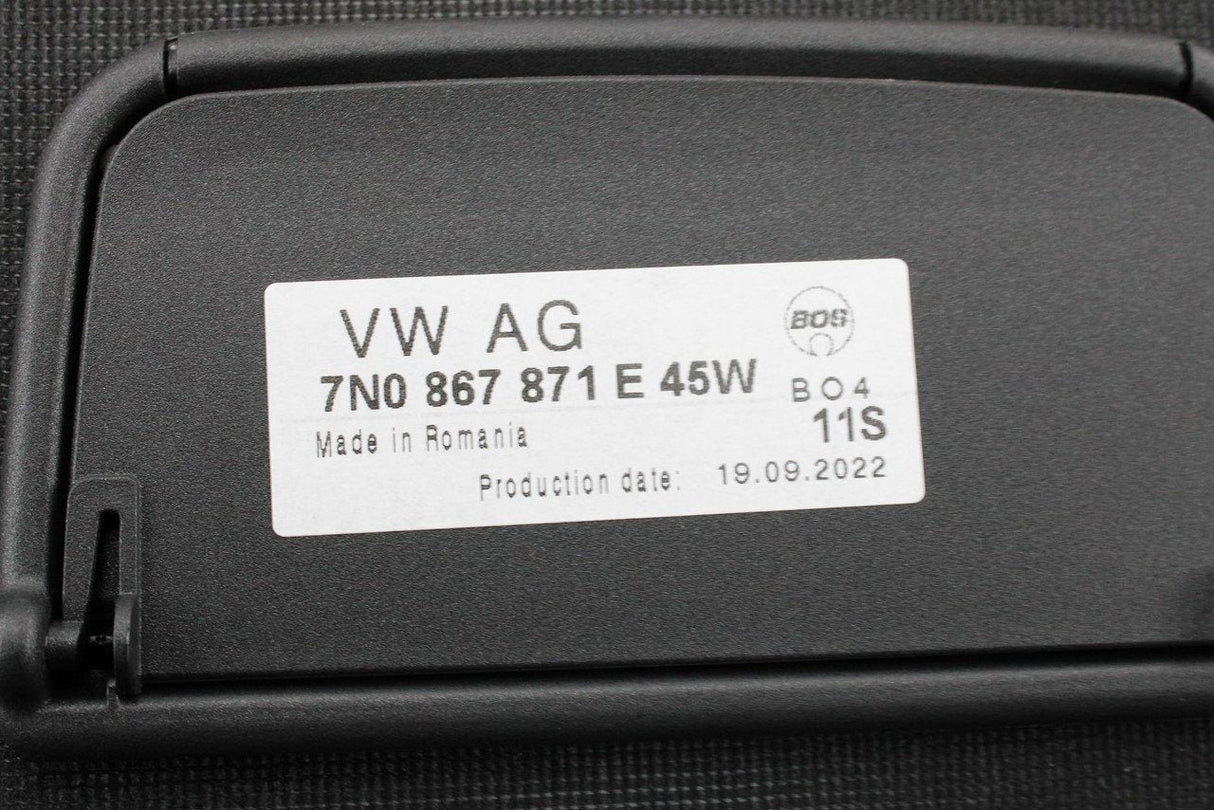 VW AG
BOS
7N0 867 871 E 45W
BO4
11S
Made in Romania
Production date: 19.09.2022